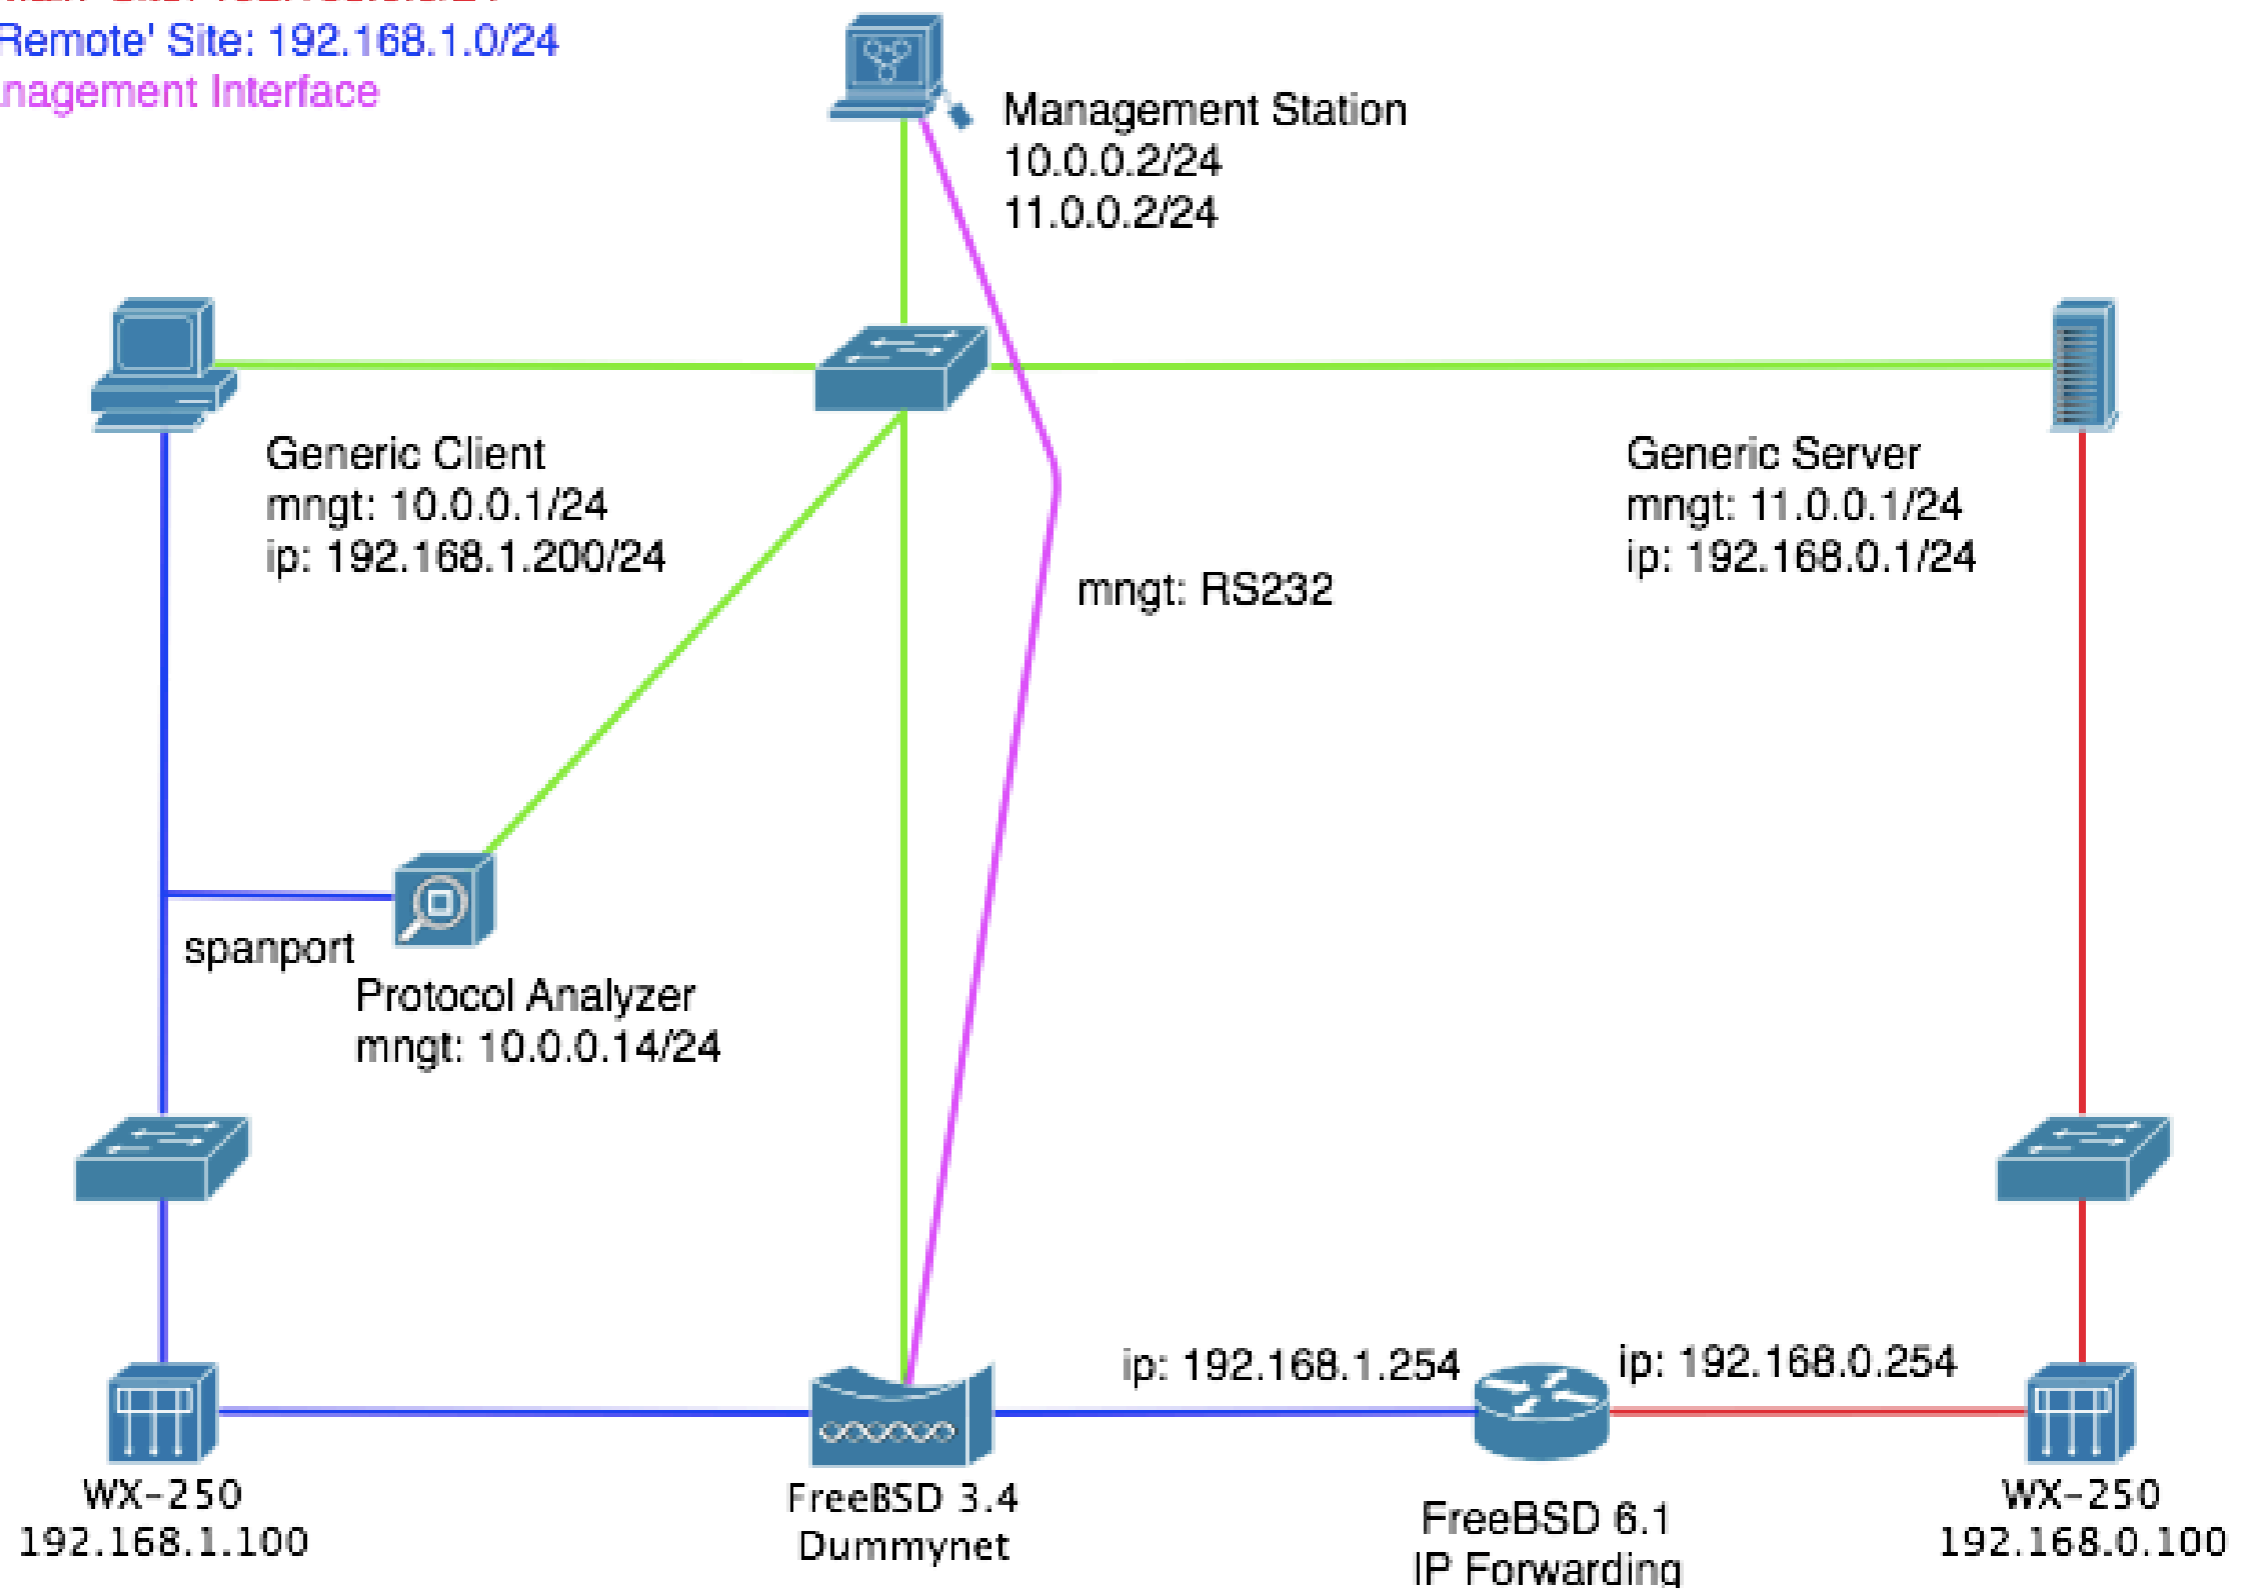 Remote' Site: 192.168.1.0/24
nagement Interface
Management Station
10.0.0.2/24
11.0.0.2/24
Generic Client
mngt: 10.0.0.1/24
ip: 192.168.1.200/24
Generic Server
mngt: 11.0.0.1/24
ip: 192.168.0.1/24
mngt: RS232
spanport
Protocol Analyzer
mngt: 10.0.0.14/24
ip: 192.168.1.254
ip: 192.168.0.254
WX-250
192.168.1.100
FreeBSD 3.4
Dummynet
FreeBSD 6.1
IP Forwarding
WX-250
192.168.0.100